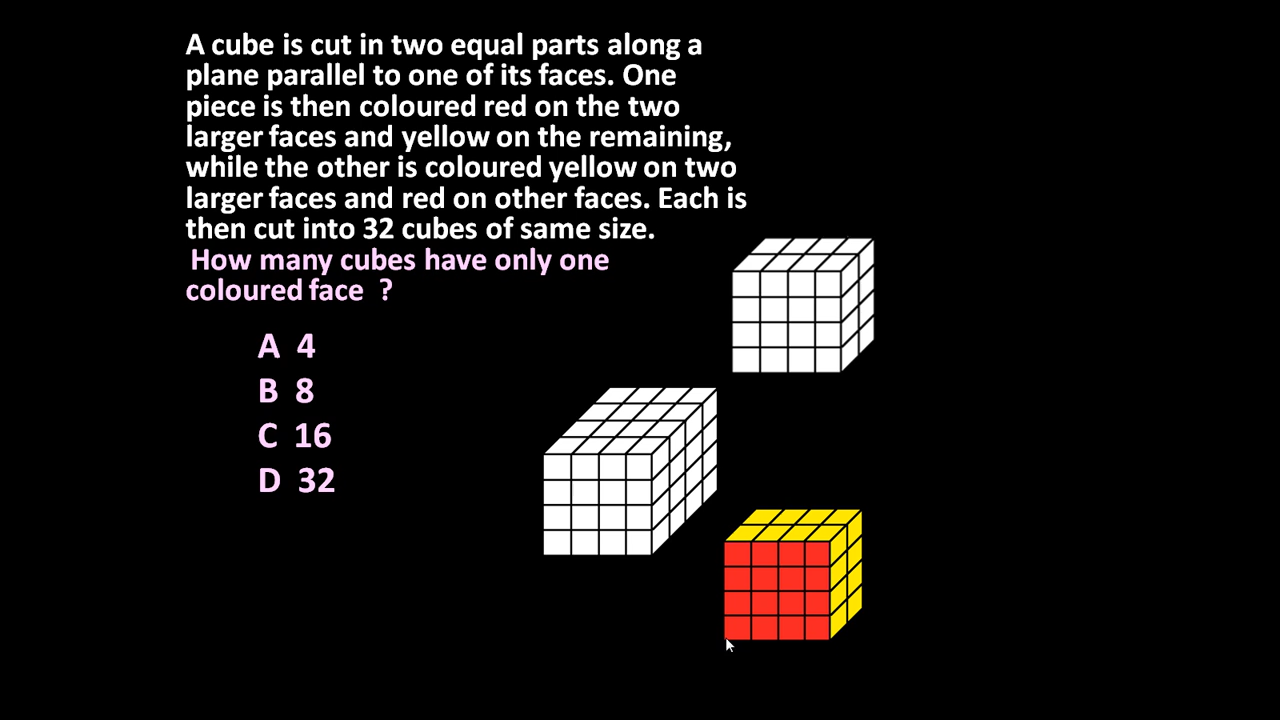 A cube is cut in two equal parts along a
plane parallel to one of its faces. One
piece is then coloured red on the two
larger faces and yellow on the remaining,
while the other is coloured yellow on two
larger faces and red on other faces. Each is
then cut into 32 cubes of same size.
How many cubes have only one
coloured face ?
A 4
B 8
C 16
D 32